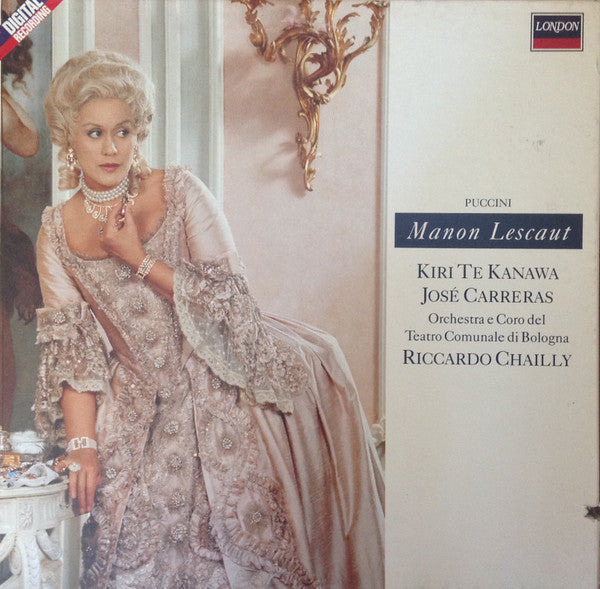 DIGITAL
RECORDING
LONDON
PUCCINI
Manon Lescaut
KIRI TE KANAWA
JOSÉ CARRERAS
Orchestra e Coro del
Teatro Comunale di Bologna
RICCARDO CHAILLY